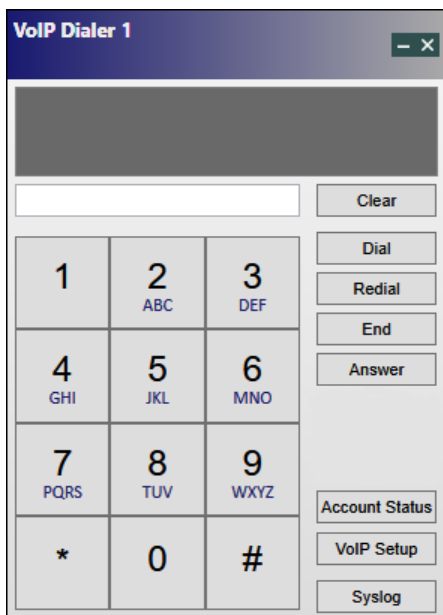 VoIP Dialer 1
Clear
Dial
Redial
End
Answer
1
2
ABC
3
DEF
4
GHI
5
JKL
6
MNO
7
PQRS
8
TUV
9
WXYZ
*
0
#
Account Status
VoIP Setup
Syslog